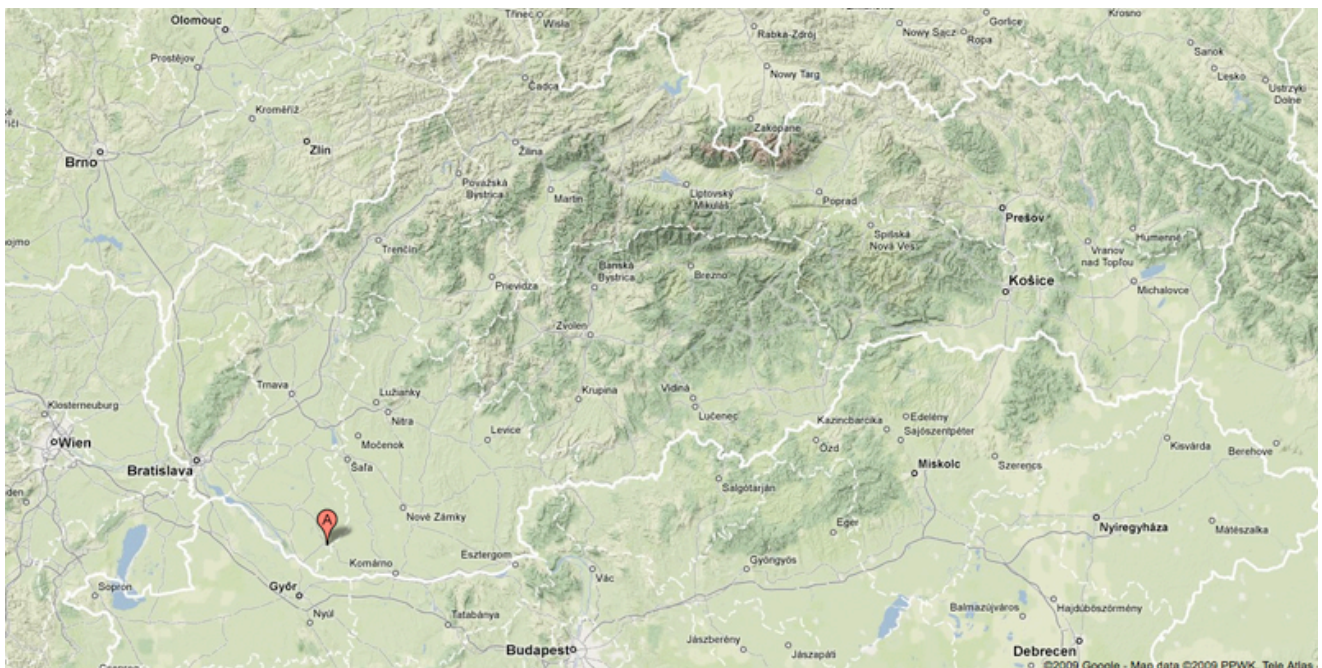 Olomouc
Třinec
Wisła
Rabka-Zdrój
Nowy Sącz
Gorlice
Ropa
Krosno
Sanok
Lesko
Ustrzyki
Dolne
Prostějov
Čadca
Nowy Targ
Kroměříž
Zlín
Brno
Zakopane
Žilina
Považská
Bystrica
Martin
Liptovský
Mikuláš
Poprad
Prešov
Spišská
Nová Ves
Humenné
Vranov
nad Topľou
Michalovce
Košice
ojmo
Trenčín
Prievidza
Banská
Bystrica
Brezno
Zvolen
Trnava
Lužianky
Nitra
Krupina
Vidiná
Lučenec
Klosterneuburg
Wien
Močenok
Levice
Kazincbarcika
Edelény
Sajószentpéter
Ózd
Miskolc
Szerencs
Kisvárda
Berehove
Bratislava
Šaľa
Salgótarján
den
Nové Zámky
A
Eger
Nyíregyháza
Mátészalka
Sopron
Győr
Komárno
Esztergom
Vác
Gyöngyös
Nyúl
Tatabánya
Balmazújváros
Hajdúböszörmény
Budapest
Jászberény
Jászapáti
Debrecen
©2009 Google - Map data ©2009 PPWK, Tele Atlas